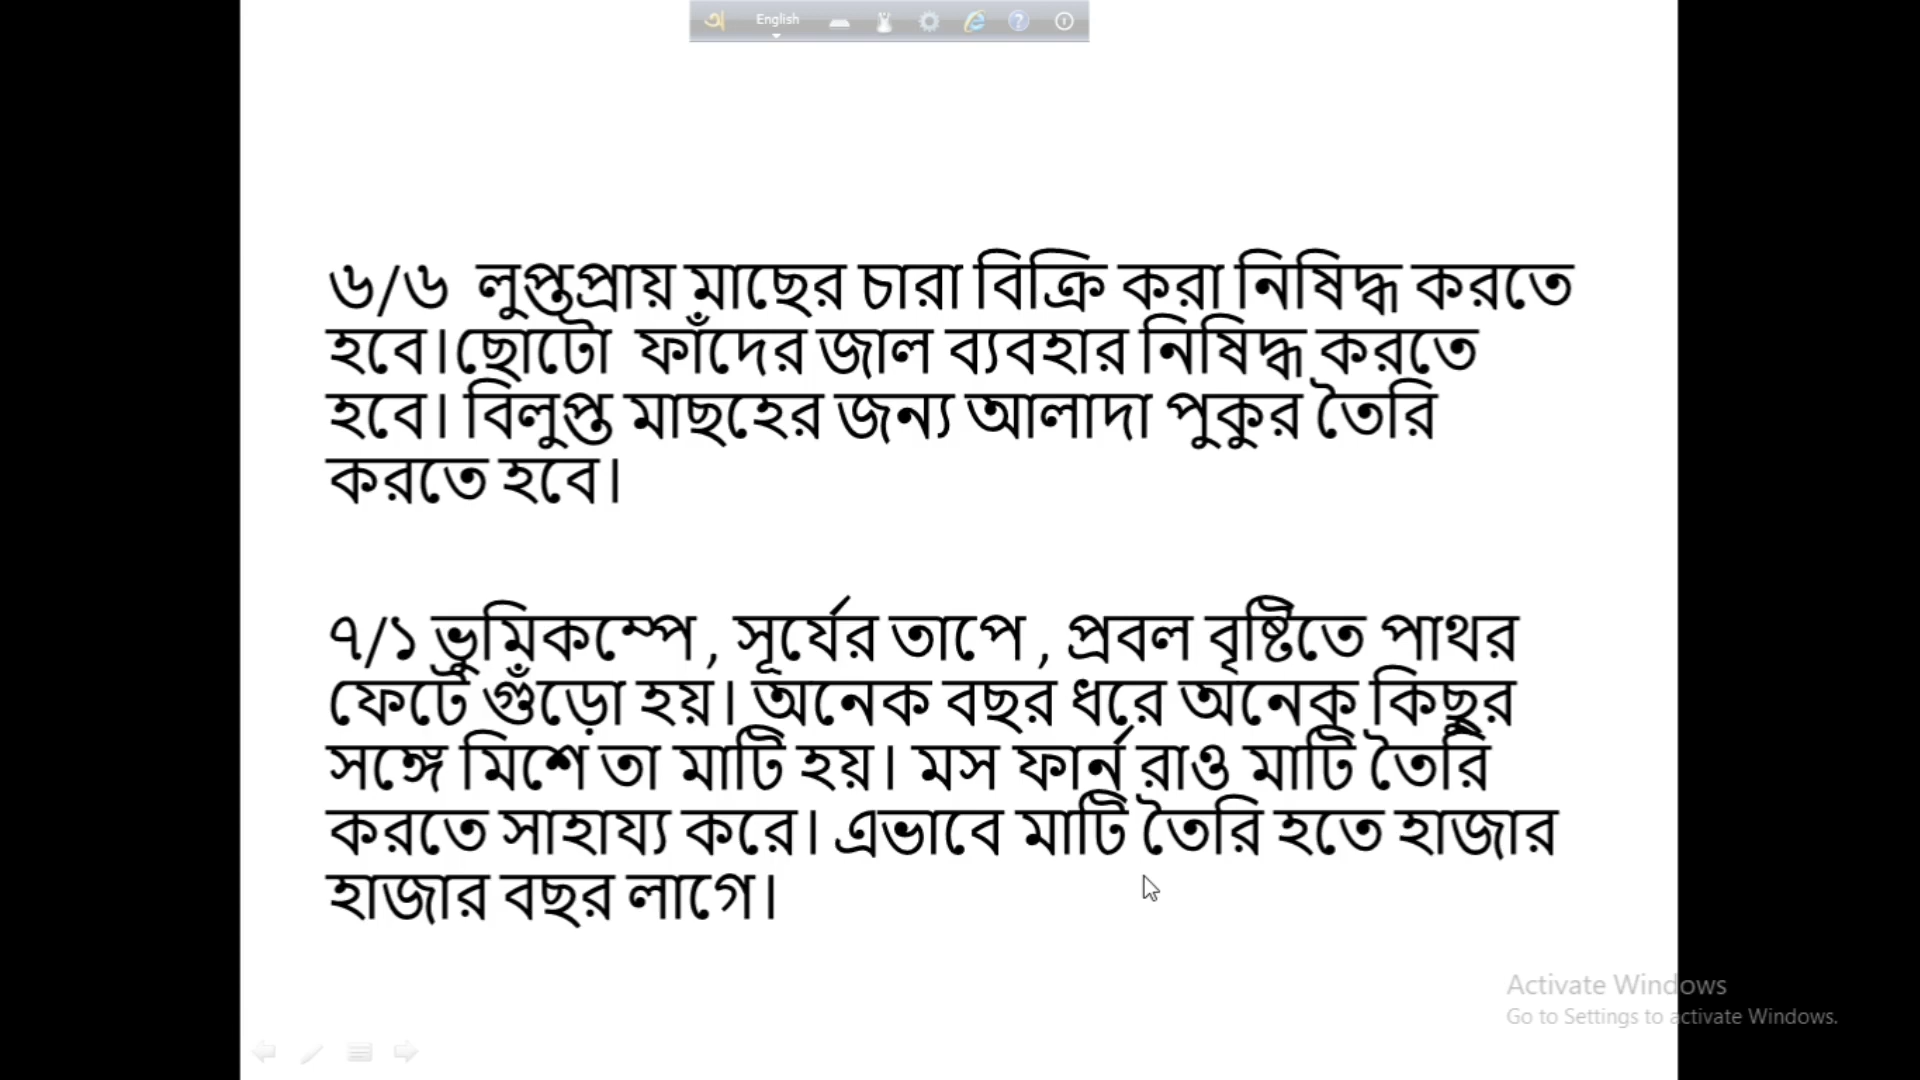 অ English
৬/৬ লুপ্তপ্রায় মাছের চারা বিক্রি করা নিষিদ্ধ করতে
হবে।ছোটো ফাঁদের জাল ব্যবহার নিষিদ্ধ করতে
হবে। বিলুপ্ত মাছহের জন্য আলাদা পুকুর তৈরি
করতে হবে।
৭/১ ভুমিকম্পে , সূর্যের তাপে , প্রবল বৃষ্টিতে পাথর
ফেটে গুঁড়ো হয়। অনেক বছর ধরে অনেক কিছুর
সঙ্গে মিশে তা মাটি হয়। মস ফার্ন রাও মাটি তৈরি
করতে সাহায্য করে। এভাবে মাটি তৈরি হতে হাজার
হাজার বছর লাগে।
Activate Windows
Go to Settings to activate Windows.